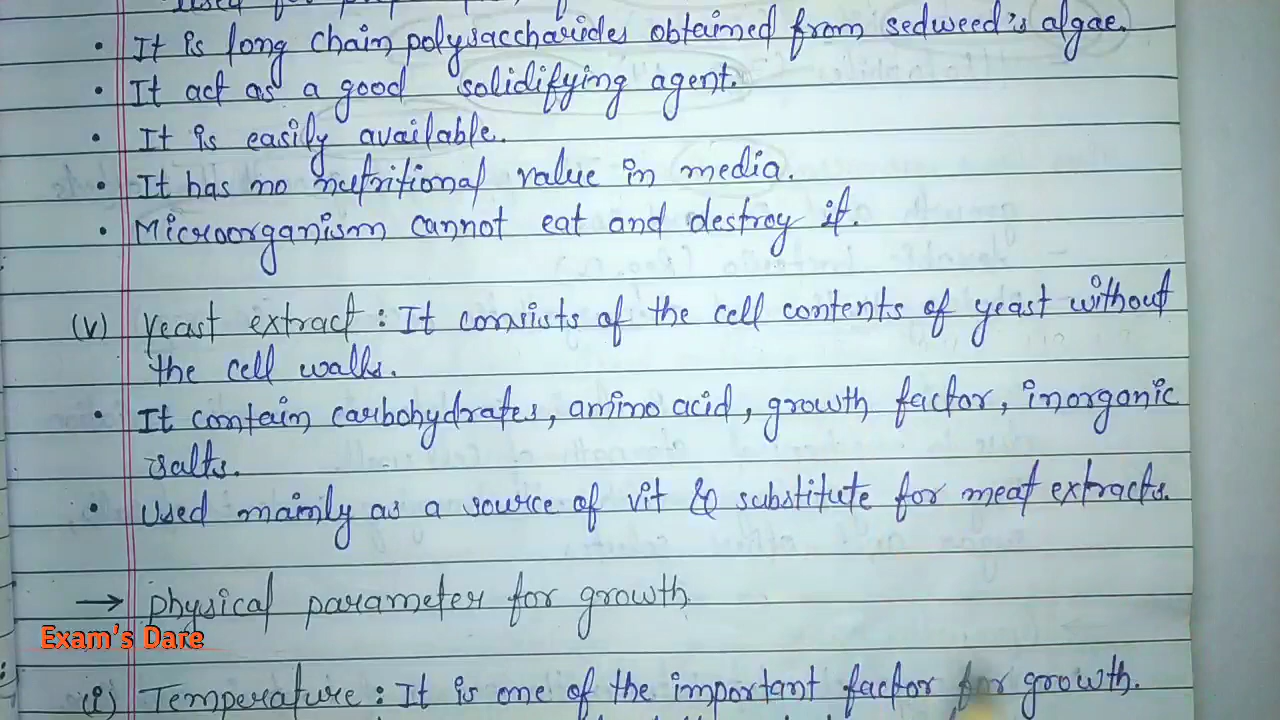 used for prep
• It is long chain polysaccharides obtained from sedweed's algae.
• It act as a good solidifying agent.
• It is easily available.
• It has no nutritional value in media.
• Microorganism cannot eat and destroy it.
(v) Yeast extract : It consists of the cell contents of yeast without
the cell walls.
• It contain carbohydrates, amino acid, growth factor, inorganic
salts.
• Used mainly as a source of vit & substitute for meat extracts.
→ Physical parameter for growth
Exam's Dare
(i) Temperature : It is one of the important factor for growth.